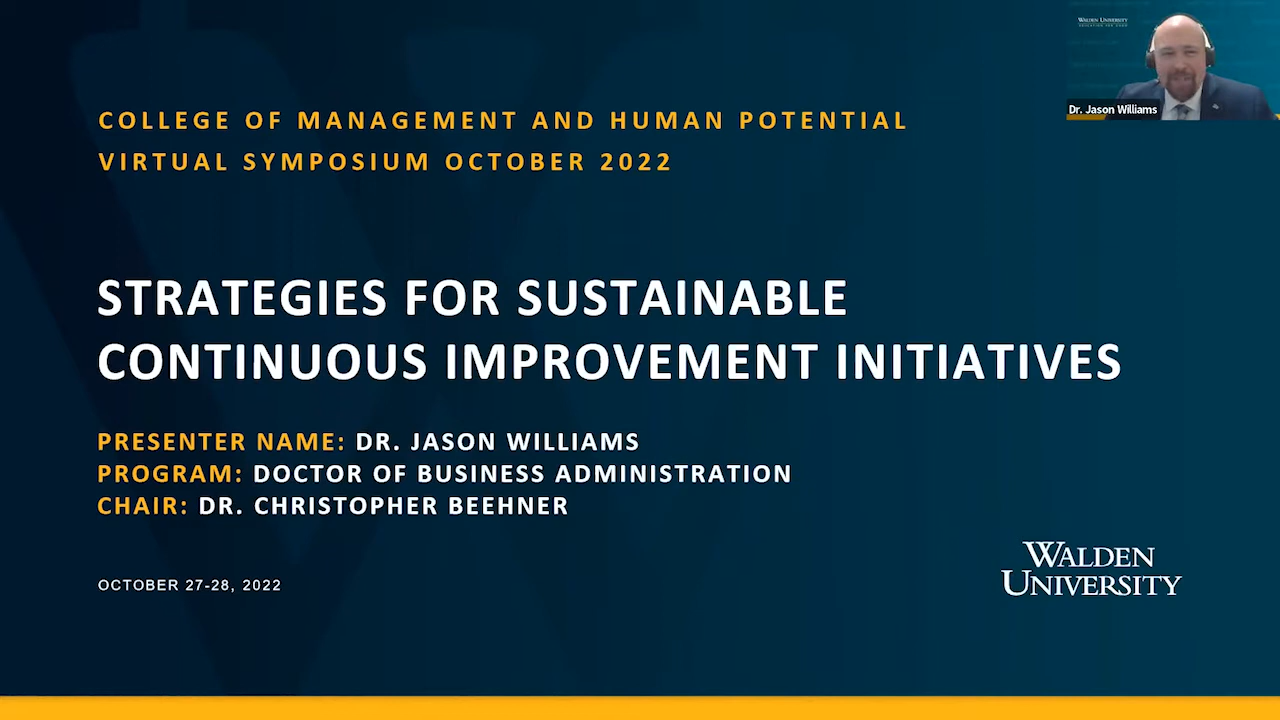 COLLEGE OF MANAGEMENT AND HUMAN POTENTIAL
VIRTUAL SYMPOSIUM OCTOBER 2022
WALDEN UNIVERSITY
Dr. Jason Williams
STRATEGIES FOR SUSTAINABLE
CONTINUOUS IMPROVEMENT INITIATIVES
PRESENTER NAME: DR. JASON WILLIAMS
PROGRAM: DOCTOR OF BUSINESS ADMINISTRATION
CHAIR: DR. CHRISTOPHER BEEHNER
OCTOBER 27-28, 2022
WALDEN
UNIVERSITY